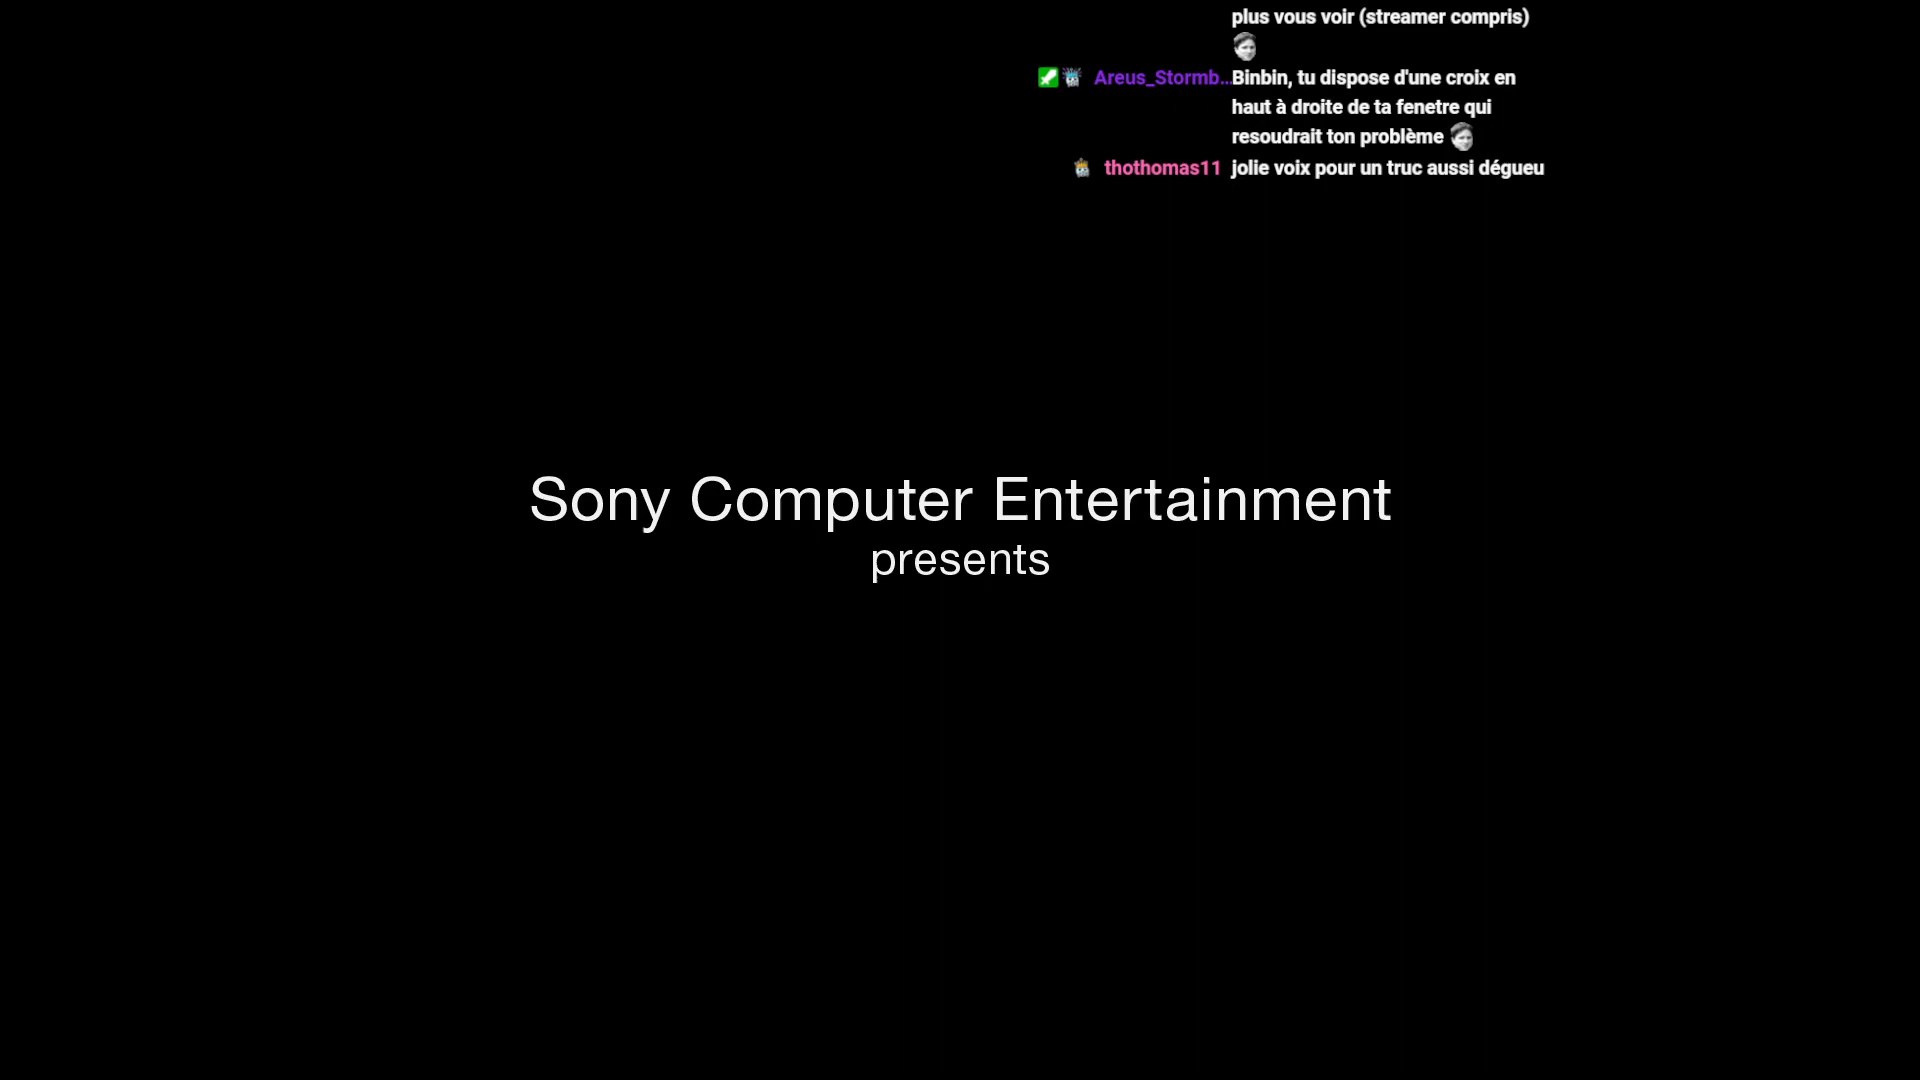 plus vous voir (streamer compris)
Areus_Stormb... Binbin, tu dispose d'une croix en
haut à droite de ta fenetre qui
resoudrait ton problème
thothomas11 jolie voix pour un truc aussi dégueu
Sony Computer Entertainment
presents